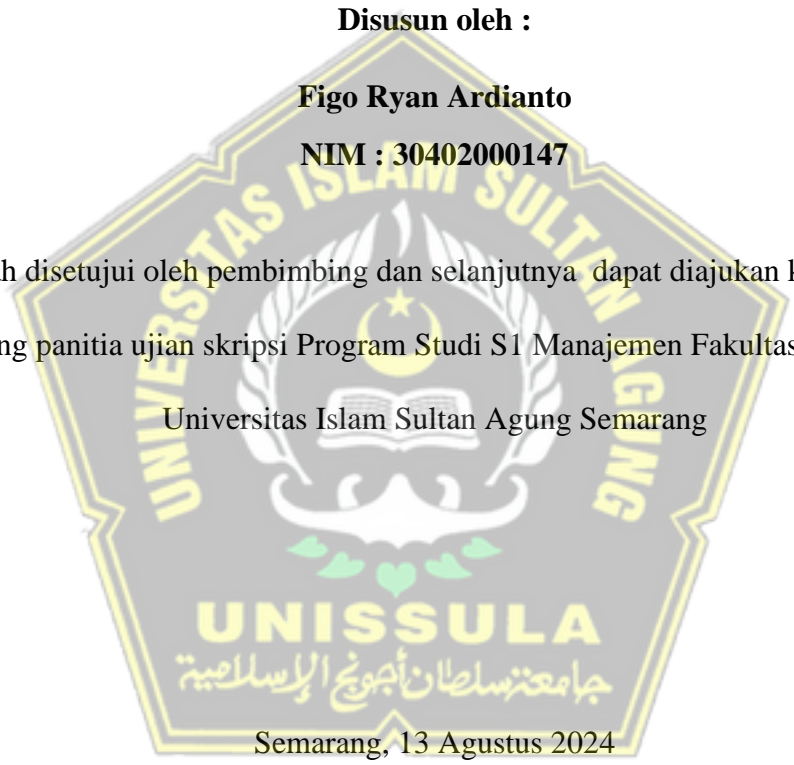 Disusun oleh :
Figo Ryan Ardianto
NIM : 30402000147
UNIVERSITAS ISLAM SULTAN AGUNG
disetujui oleh pembimbing dan selanjutnya dapat diajukan
panitia ujian skripsi Program Studi S1 Manajemen Fakultas
Universitas Islam Sultan Agung Semarang
UNISSULA
جامعة سلطان أجونج الإسلامية
Semarang, 13 Agustus 2024